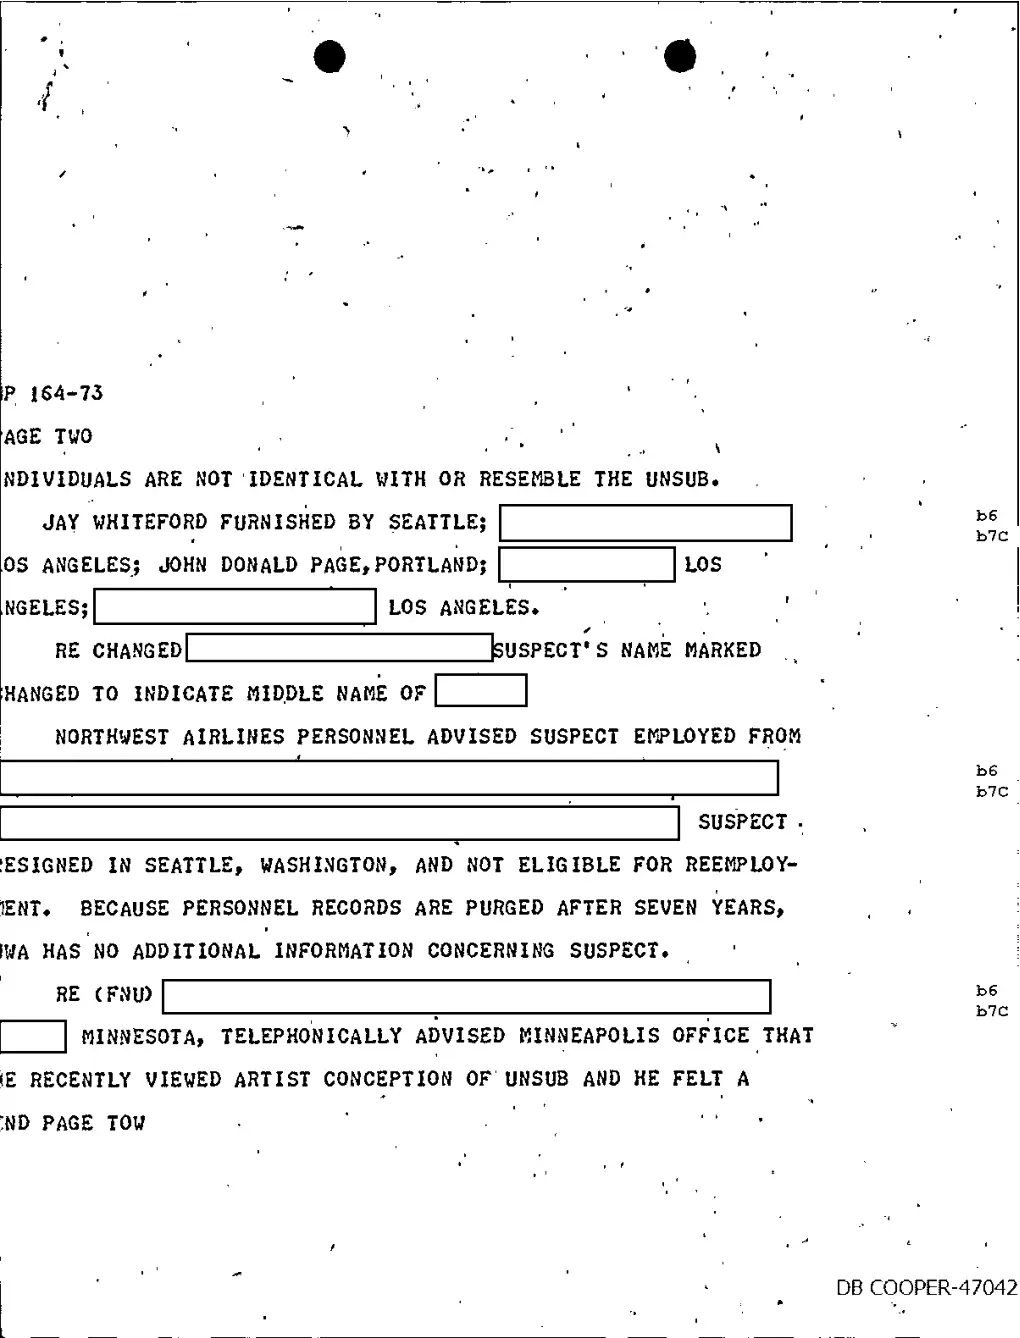 P 164-73
AGE TWO
NDIVIDUALS ARE NOT IDENTICAL WITH OR RESEMBLE THE UNSUB.
JAY WHITEFORD FURNISHED BY SEATTLE; b6
b7C
OS ANGELES; JOHN DONALD PAGE, PORTLAND; LOS
NGELES; LOS ANGELES.
RE CHANGED SUSPECT'S NAME MARKED
HANGED TO INDICATE MIDDLE NAME OF
NORTHWEST AIRLINES PERSONNEL ADVISED SUSPECT EMPLOYED FROM
b6
b7C
SUSPECT
ESIGNED IN SEATTLE, WASHINGTON, AND NOT ELIGIBLE FOR REEMPLOY-
MENT. BECAUSE PERSONNEL RECORDS ARE PURGED AFTER SEVEN YEARS,
NWA HAS NO ADDITIONAL INFORMATION CONCERNING SUSPECT.
RE (FNU) b6
b7C
MINNESOTA, TELEPHONICALLY ADVISED MINNEAPOLIS OFFICE THAT
HE RECENTLY VIEWED ARTIST CONCEPTION OF UNSUB AND HE FELT A
END PAGE TOW
DB COOPER-47042